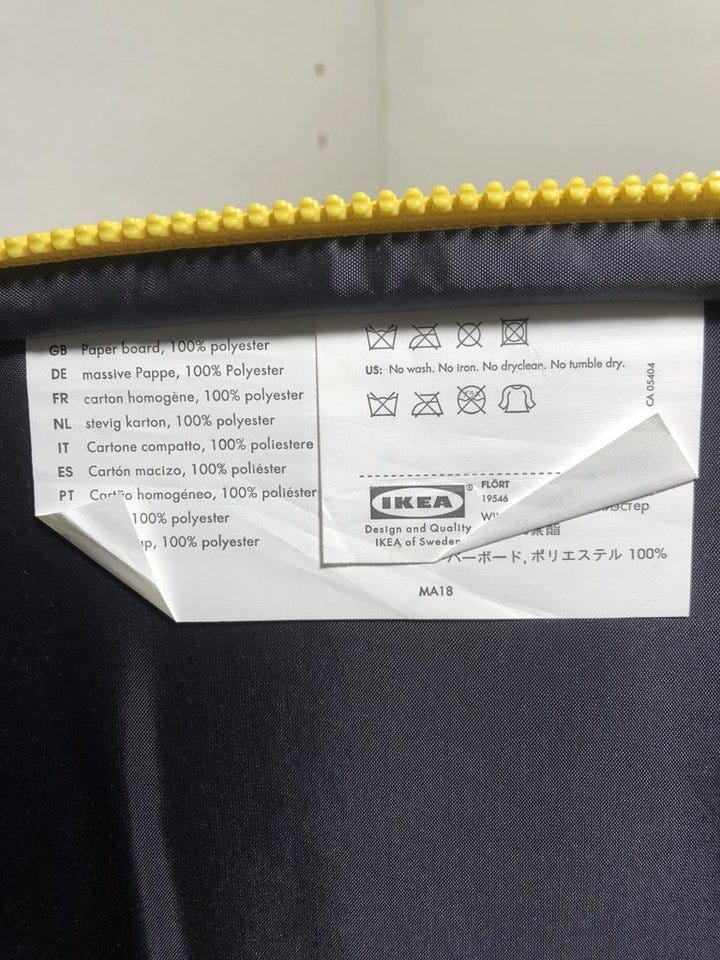 GB Paper board, 100% polyester
DE massive Pappe, 100% Polyester
FR carton homogène, 100% polyester
NL stevig karton, 100% polyester
IT Cartone compatto, 100% poliestere
ES Cartón macizo, 100% poliéster
PT Cartão homogéneo, 100% poliéster
100% polyester
100% polyester
パーボード, ポリエステル 100%
MA18
US: No wash. No iron. No dryclean. No tumble dry.
CA 05404
IKEA®
Design and Quality
IKEA of Sweden
FLÖRT
19546